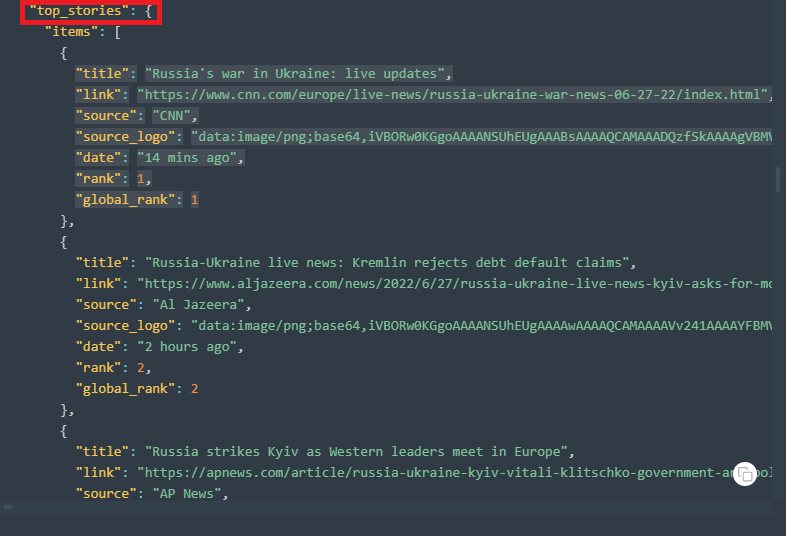 "top_stories": {
"items": [
{
"title": "Russia's war in Ukraine: live updates",
"link": "https://www.cnn.com/europe/live-news/russia-ukraine-war-news-06-27-22/index.html",
"source": "CNN",
"source_logo": "data:image/png;base64,iVBORw0KGgoAAAANSUhEUgAAABsAAAAQCAMAAADQzfSkAAAAgVBMV
"date": "14 mins ago",
"rank": 1,
"global_rank": 1
},
{
"title": "Russia-Ukraine live news: Kremlin rejects debt default claims",
"link": "https://www.aljazeera.com/news/2022/6/27/russia-ukraine-live-news-kyiv-asks-for-mo
"source": "Al Jazeera",
"source_logo": "data:image/png;base64,iVBORw0KGgoAAAANSUhEUgAAAAwAAAAQCAMAAAAVv241AAAAYFBMV
"date": "2 hours ago",
"rank": 2,
"global_rank": 2
},
{
"title": "Russia strikes Kyiv as Western leaders meet in Europe",
"link": "https://apnews.com/article/russia-ukraine-kyiv-vitali-klitschko-government-an
"source": "AP News",